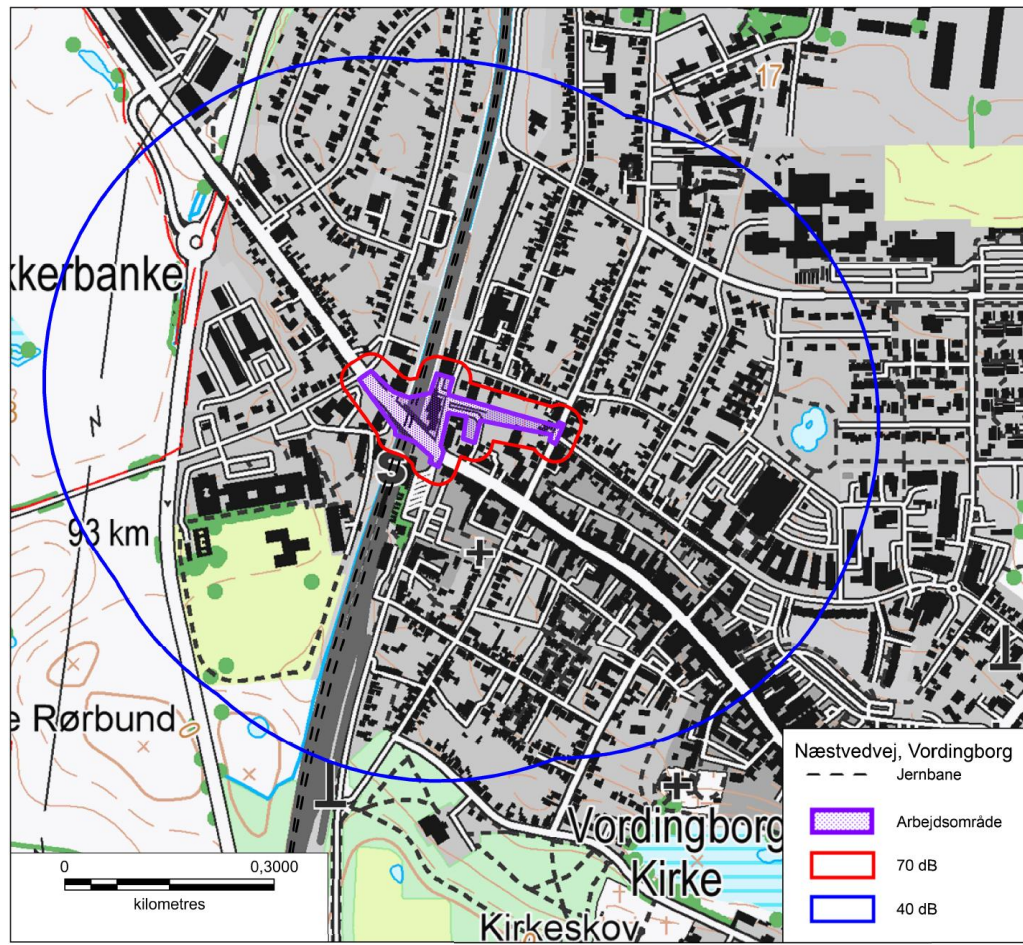 17
kkerbanke
N
S
93 km
e Rørbund
Vordingborg
Kirke
Kirkeskov
0
0,3000
kilometres
Næstvedvej, Vordingborg
Jernbane
Arbejdsområde
70 dB
40 dB